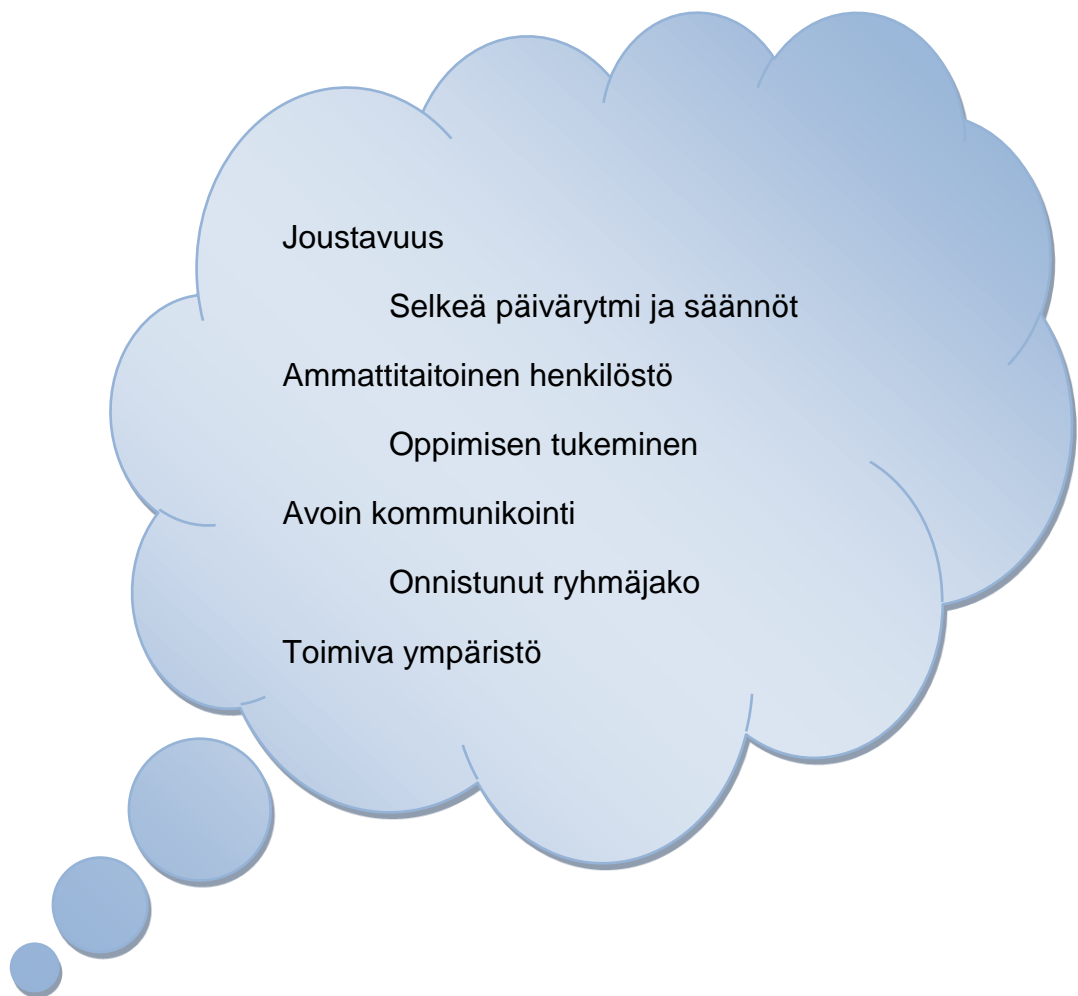 Joustavuus
Selkeä päivärytmi ja säännöt
Ammattitaitoinen henkilöstö
Oppimisen tukeminen
Avoin kommunikointi
Onnistunut ryhmäjako
Toimiva ympäristö